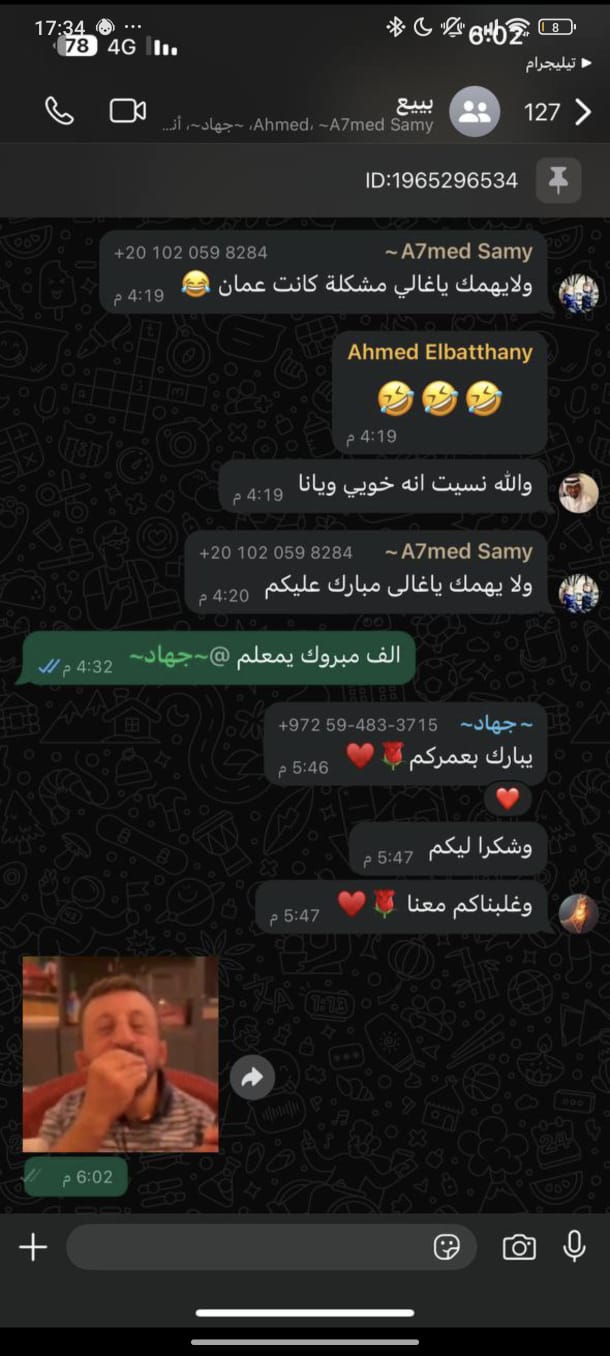 17:34
6:02
8
78 4G
تيليجرام
127
بييع
~A7med Samy ،Ahmed، ~جهاد~، أن...
ID:1965296534
~A7med Samy +20 102 059 8284
ولايهمك ياغالي مشكلة كانت عمان 😂
4:19 م
Ahmed Elbatthany
🤣🤣🤣
4:19 م
والله نسيت انه خويي ويانا
4:19 م
~A7med Samy +20 102 059 8284
ولا يهمك ياغالى مبارك عليكم
4:20 م
الف مبروك يمعلم @~جهاد~
4:32 م
~جهاد~ +972 59-483-3715
يبارك بعمركم🌹❤️
5:46 م
❤️
وشكرا ليكم
5:47 م
وغلبناكم معنا 🌹❤️
5:47 م
6:02 م